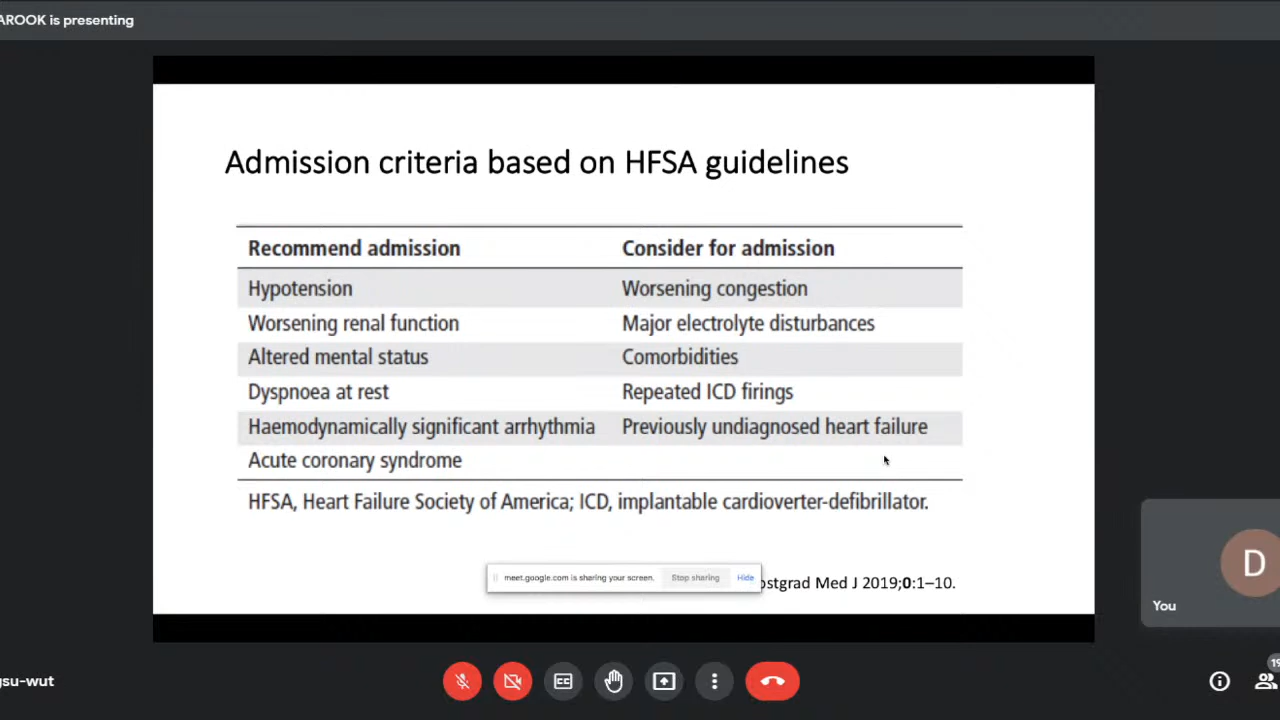 AROOK is presenting
Admission criteria based on HFSA guidelines
Recommend admission Consider for admission
Hypotension Worsening congestion
Worsening renal function Major electrolyte disturbances
Altered mental status Comorbidities
Dyspnoea at rest Repeated ICD firings
Haemodynamically significant arrhythmia Previously undiagnosed heart failure
Acute coronary syndrome
HFSA, Heart Failure Society of America; ICD, implantable cardioverter-defibrillator.
meet.google.com is sharing your screen. Stop sharing Hide
ostgrad Med J 2019;0:1–10.
D
You
gsu-wut
CC
19